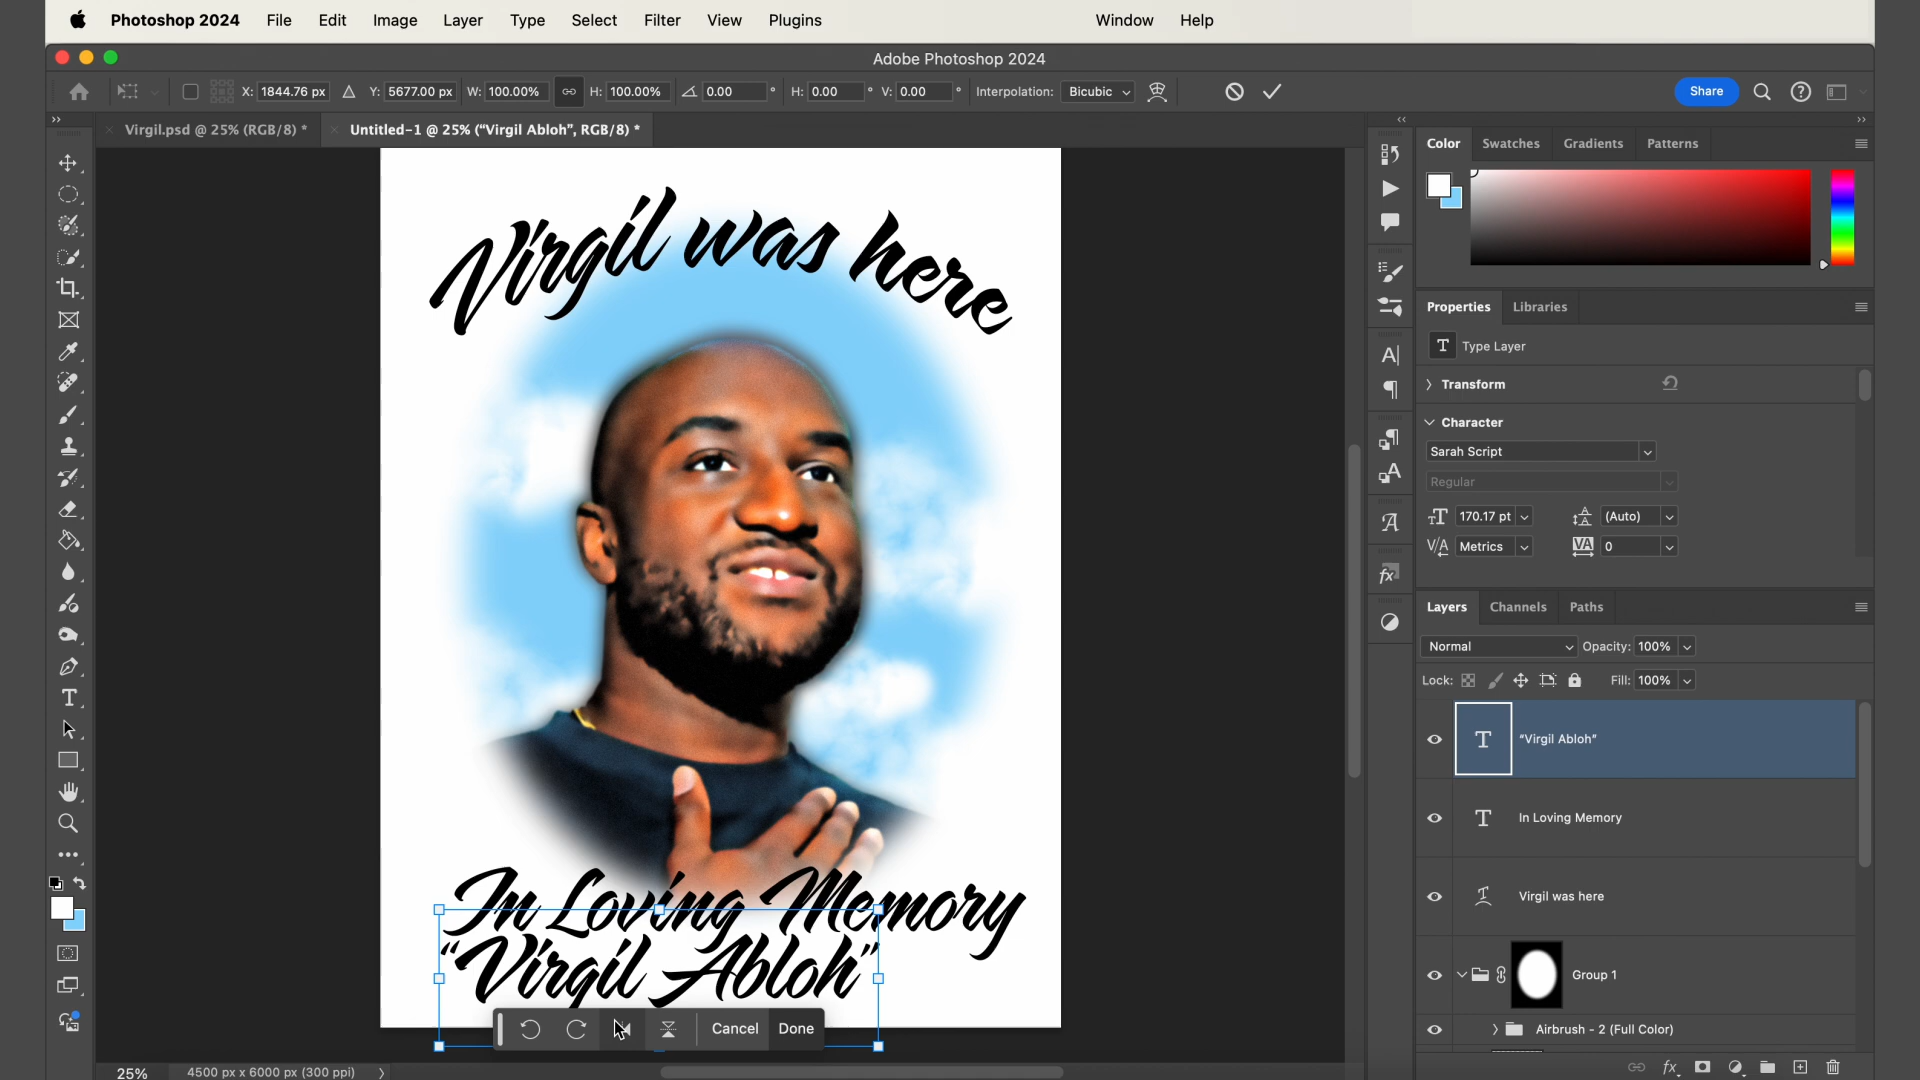 Photoshop 2024 File Edit Image Layer Type Select Filter View Plugins Window Help
Adobe Photoshop 2024
X: 1844.76 px Y: 5677.00 px W: 100.00% H: 100.00% 0.00 ° H: 0.00 ° V: 0.00 ° Interpolation: Bicubic Share
Virgil.psd @ 25% (RGB/8) * Untitled-1 @ 25% (“Virgil Abloh”, RGB/8) *
Color Swatches Gradients Patterns
Virgil was here
Properties Libraries
T Type Layer
Transform
Character
Sarah Script
Regular
170.17 pt (Auto)
Metrics 0
Layers Channels Paths
Normal Opacity: 100%
Lock: Fill: 100%
T “Virgil Abloh”
T In Loving Memory
Virgil was here
Group 1
Airbrush - 2 (Full Color)
In Loving Memory
“Virgil Abloh”
Cancel Done
25% 4500 px x 6000 px (300 ppi)